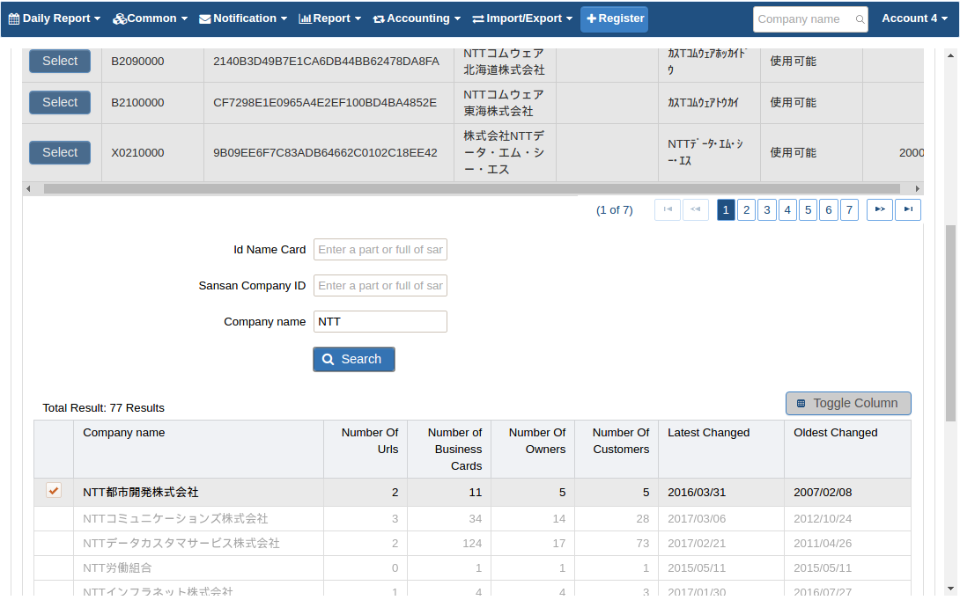 Daily Report Common Notification Report Accounting Import/Export Register Company name Account 4
Select B2090000 2140B3D49B7E1CA6DB44BB62478DA8FA NTTコムウェア北海道株式会社 ｶｽTｺﾑｳｪｱﾎｯｶｲﾄﾞｳ 使用可能
Select B2100000 CF7298E1E0965A4E2EF100BD4BA4852E NTTコムウェア東海株式会社 ｶｽTｺﾑｳｪｱﾄｳｶｲ 使用可能
Select X0210000 9B09EE6F7C83ADB64662C0102C18EE42 株式会社NTTデータ・エム・シー・エス NTTﾃﾞｰﾀ･ｴﾑ･ｼｰ･ｴｽ 使用可能 2000
(1 of 7) 1 2 3 4 5 6 7
Id Name Card Enter a part or full of sar
Sansan Company ID Enter a part or full of sar
Company name NTT
Search
Total Result: 77 Results Toggle Column
Company name Number Of Urls Number of Business Cards Number Of Owners Number Of Customers Latest Changed Oldest Changed
NTT都市開発株式会社 2 11 5 5 2016/03/31 2007/02/08
NTTコミュニケーションズ株式会社 3 34 14 28 2017/03/06 2012/10/24
NTTデータカスタマサービス株式会社 2 124 17 73 2017/02/21 2011/04/26
NTT労働組合 0 1 1 1 2015/05/11 2015/05/11
NTTインフラネット株式会社 1 4 4 3 2017/01/30 2016/07/27